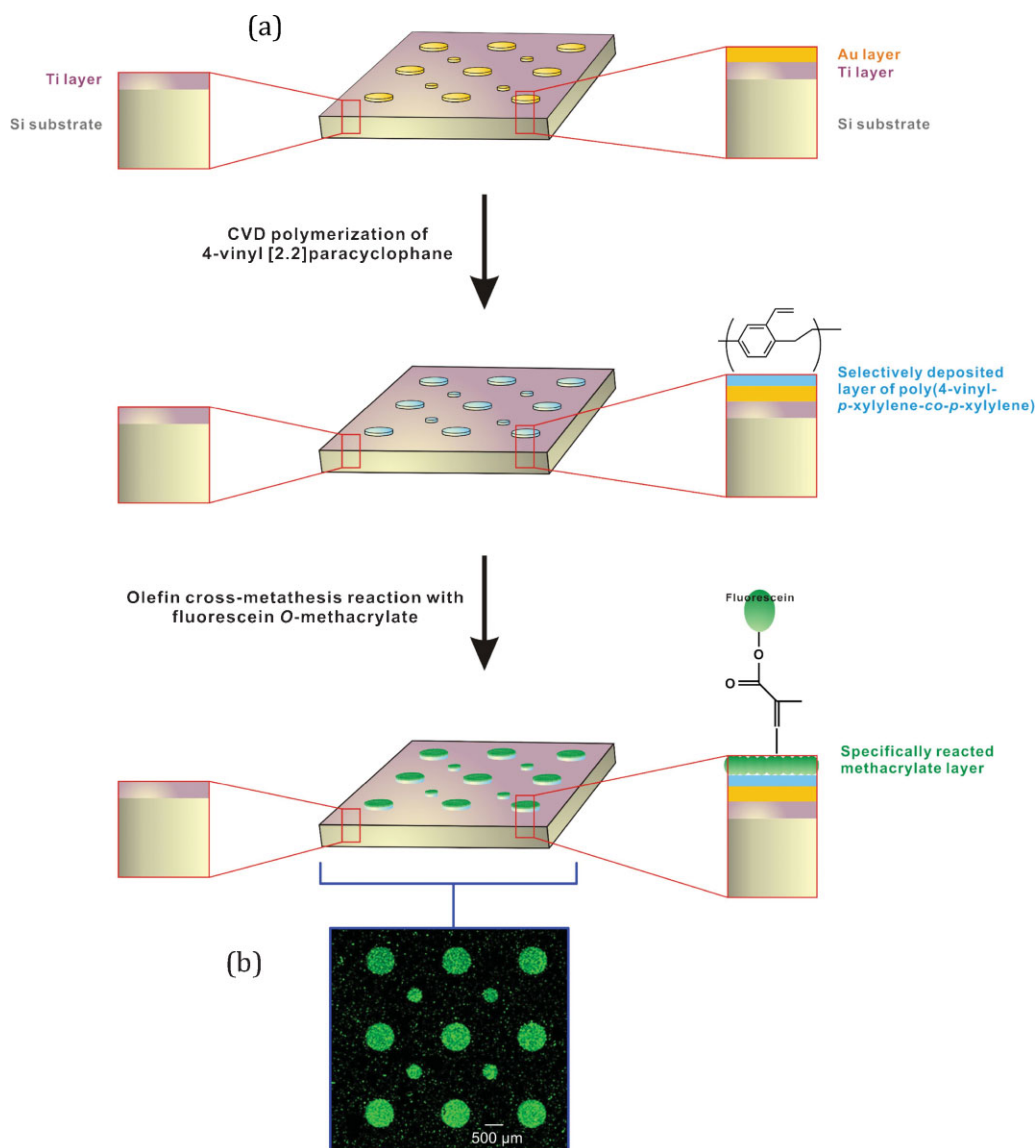 (a)
Ti layer
Si substrate
Au layer
Ti layer
Si substrate
CVD polymerization of
4-vinyl [2.2]paracyclophane
Selectively deposited
layer of poly(4-vinyl-
p-xylylene-co-p-xylylene)
Olefin cross-metathesis reaction with
fluorescein O-methacrylate
Fluorescein
O
O
Specifically reacted
methacrylate layer
(b)
500 µm